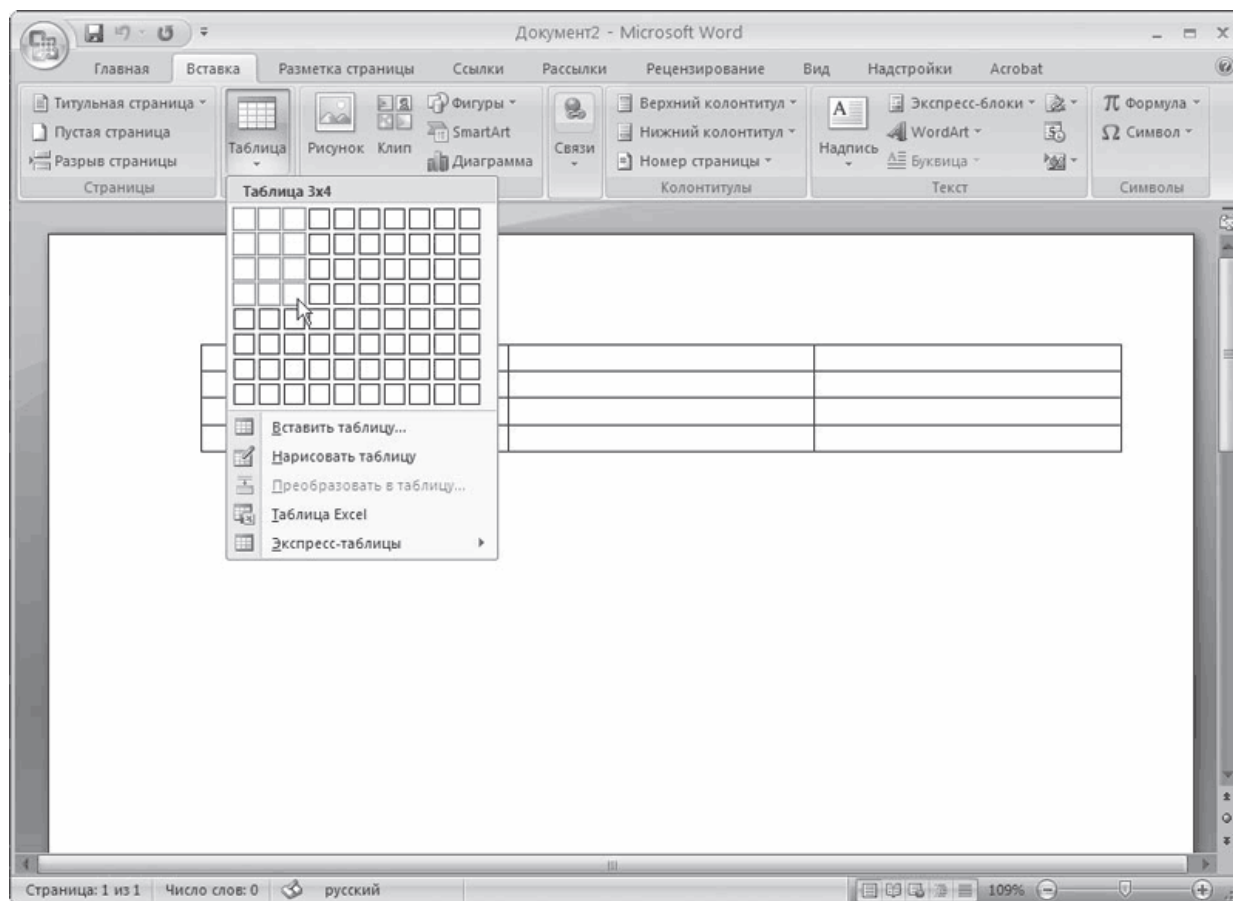 Документ2 - Microsoft Word
Главная Вставка Разметка страницы Ссылки Рассылки Рецензирование Вид Надстройки Acrobat
Титульная страница
Пустая страница
Разрыв страницы
Страницы
Таблица
Рисунок
Клип
Фигуры
SmartArt
Диаграмма
Связи
Верхний колонтитул
Нижний колонтитул
Номер страницы
Колонтитулы
Надпись
Экспресс-блоки
WordArt
Буквица
Текст
π Формула
Ω Символ
Символы
Таблица 3x4
Вставить таблицу...
Нарисовать таблицу
Преобразовать в таблицу...
Таблица Excel
Экспресс-таблицы
Страница: 1 из 1 Число слов: 0 русский 109%